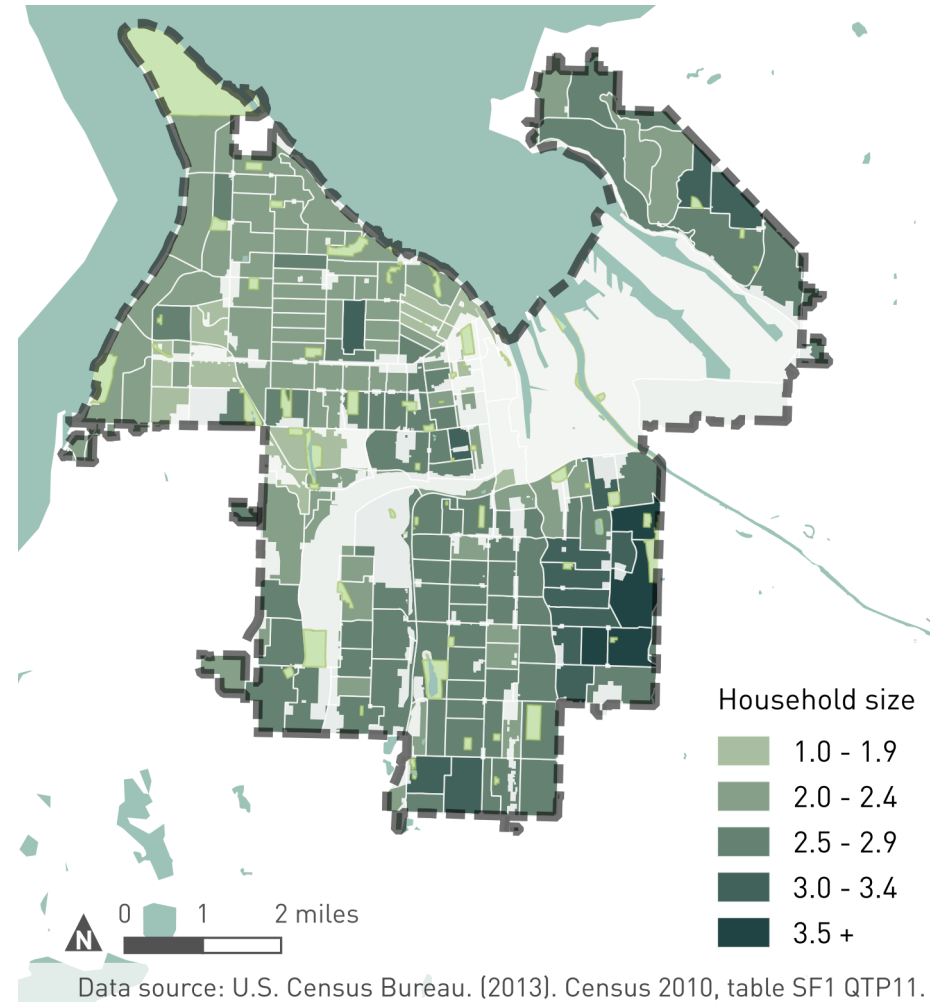 Household size
1.0 - 1.9
2.0 - 2.4
2.5 - 2.9
3.0 - 3.4
3.5 +
N
0 1 2 miles
Data source: U.S. Census Bureau. (2013). Census 2010, table SF1 QTP11.